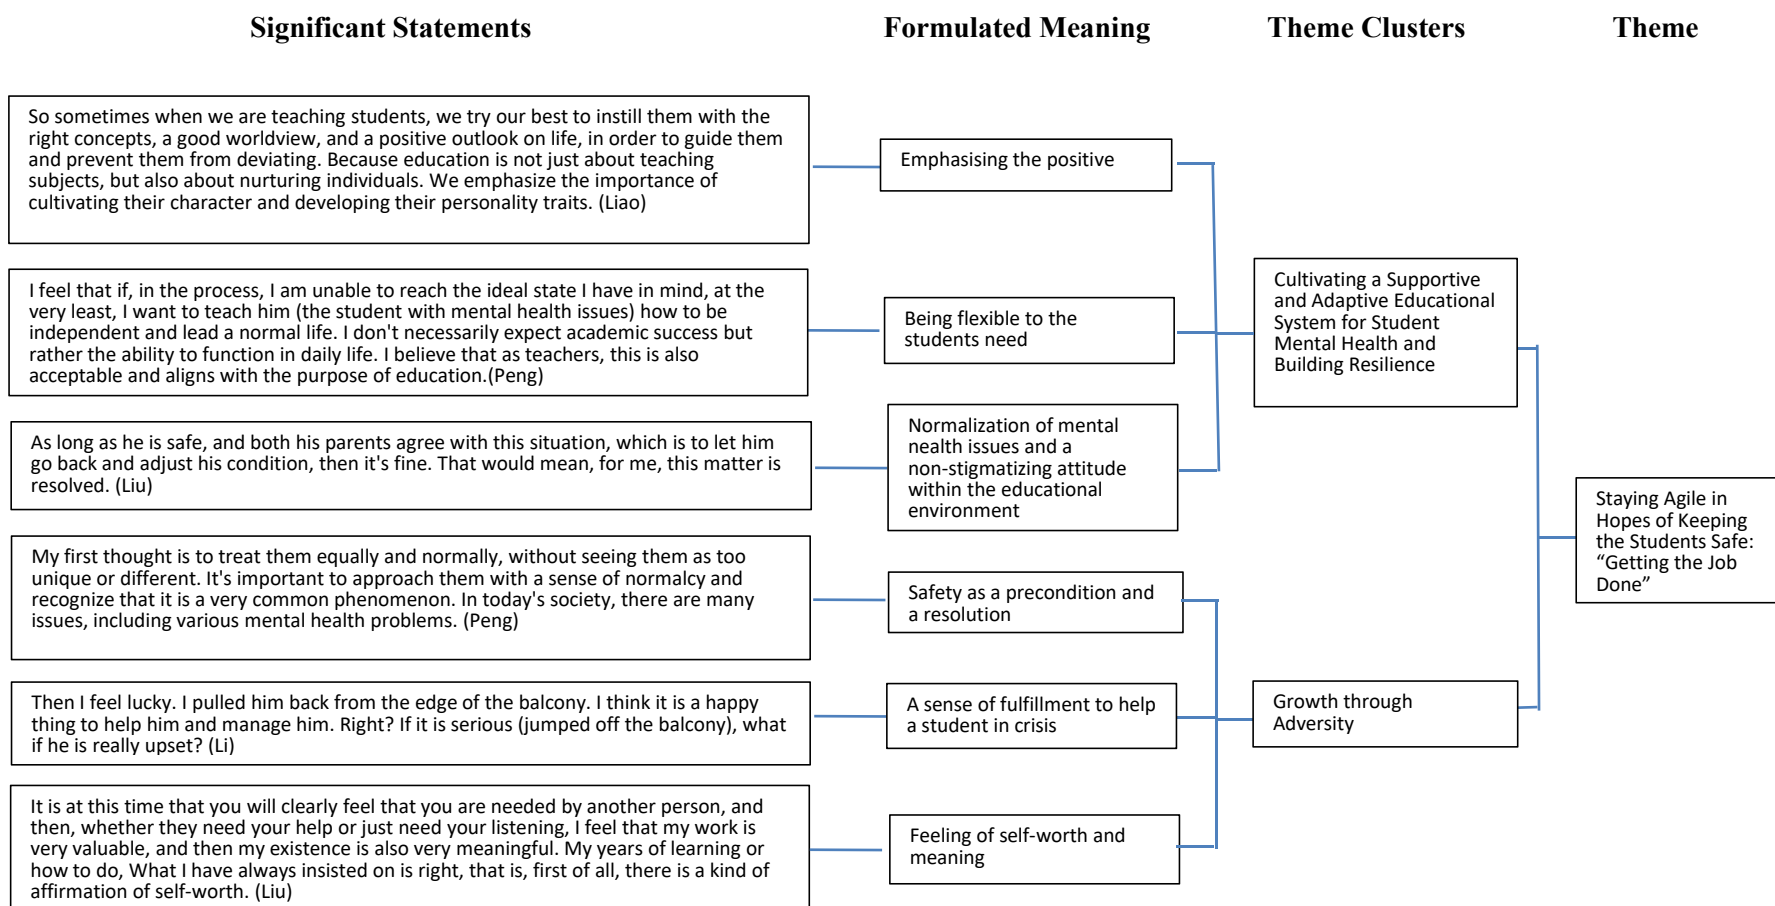 Significant Statements
Formulated Meaning
Theme Clusters
Theme
So sometimes when we are teaching students, we try our best to instill them with the
right concepts, a good worldview, and a positive outlook on life, in order to guide them
and prevent them from deviating. Because education is not just about teaching
subjects, but also about nurturing individuals. We emphasize the importance of
cultivating their character and developing their personality traits. (Liao)
Emphasising the positive
I feel that if, in the process, I am unable to reach the ideal state I have in mind, at the
very least, I want to teach him (the student with mental health issues) how to be
independent and lead a normal life. I don't necessarily expect academic success but
rather the ability to function in daily life. I believe that as teachers, this is also
acceptable and aligns with the purpose of education.(Peng)
Being flexible to the
students need
As long as he is safe, and both his parents agree with this situation, which is to let him
go back and adjust his condition, then it's fine. That would mean, for me, this matter is
resolved. (Liu)
Normalization of mental
nealth issues and a
non-stigmatizing attitude
within the educational
environment
Cultivating a Supportive
and Adaptive Educational
System for Student
Mental Health and
Building Resilience
My first thought is to treat them equally and normally, without seeing them as too
unique or different. It's important to approach them with a sense of normalcy and
recognize that it is a very common phenomenon. In today's society, there are many
issues, including various mental health problems. (Peng)
Safety as a precondition and
a resolution
Then I feel lucky. I pulled him back from the edge of the balcony. I think it is a happy
thing to help him and manage him. Right? If it is serious (jumped off the balcony), what
if he is really upset? (Li)
A sense of fulfillment to help
a student in crisis
It is at this time that you will clearly feel that you are needed by another person, and
then, whether they need your help or just need your listening, I feel that my work is
very valuable, and then my existence is also very meaningful. My years of learning or
how to do, What I have always insisted on is right, that is, first of all, there is a kind of
affirmation of self-worth. (Liu)
Feeling of self-worth and
meaning
Growth through
Adversity
Staying Agile in
Hopes of Keeping
the Students Safe:
“Getting the Job
Done”